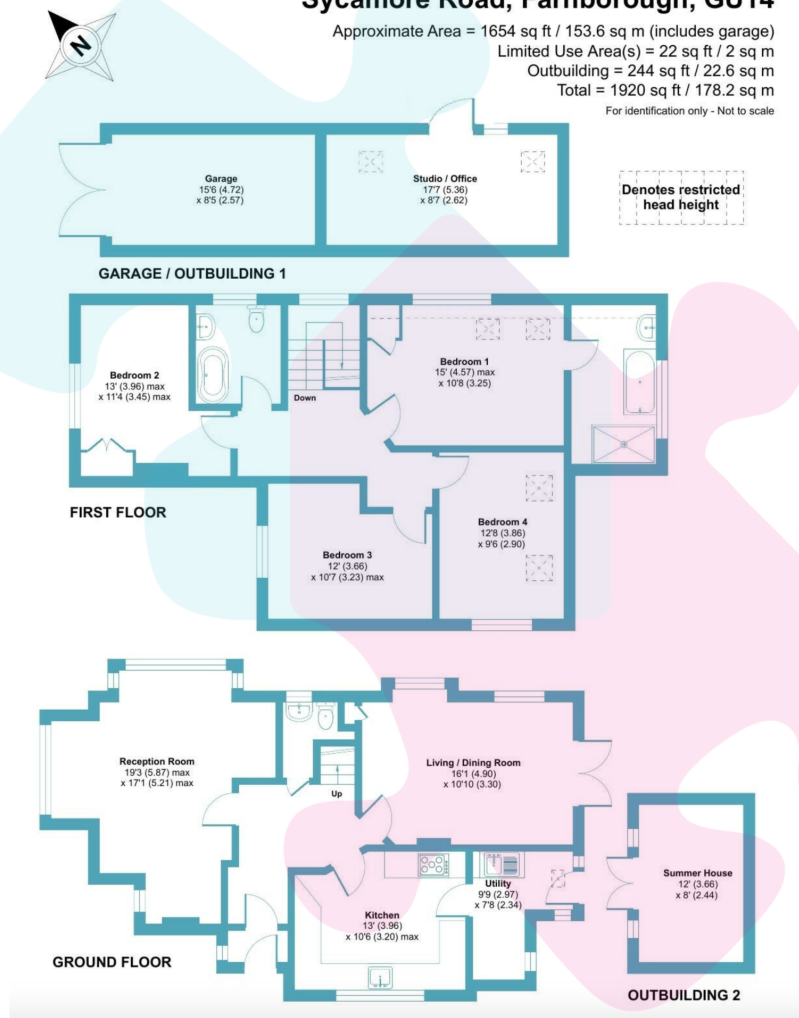 Sycamore Road, Farnborough, GU14
Approximate Area = 1654 sq ft / 153.6 sq m (includes garage)
Limited Use Area(s) = 22 sq ft / 2 sq m
Outbuilding = 244 sq ft / 22.6 sq m
Total = 1920 sq ft / 178.2 sq m
For identification only - Not to scale
N
Garage
15'6 (4.72)
x 8'5 (2.57)
Studio / Office
17'7 (5.36)
x 8'7 (2.62)
Denotes restricted
head height
GARAGE / OUTBUILDING 1
Bedroom 2
13' (3.96) max
x 11'4 (3.45) max
Down
Bedroom 1
15' (4.57) max
x 10'8 (3.25)
FIRST FLOOR
Bedroom 3
12' (3.66)
x 10'7 (3.23) max
Bedroom 4
12'8 (3.86)
x 9'6 (2.90)
Reception Room
19'3 (5.87) max
x 17'1 (5.21) max
Up
Living / Dining Room
16'1 (4.90)
x 10'10 (3.30)
Kitchen
13' (3.96)
x 10'6 (3.20) max
Utility
9'9 (2.97)
x 7'8 (2.34)
Summer House
12' (3.66)
x 8' (2.44)
GROUND FLOOR
OUTBUILDING 2